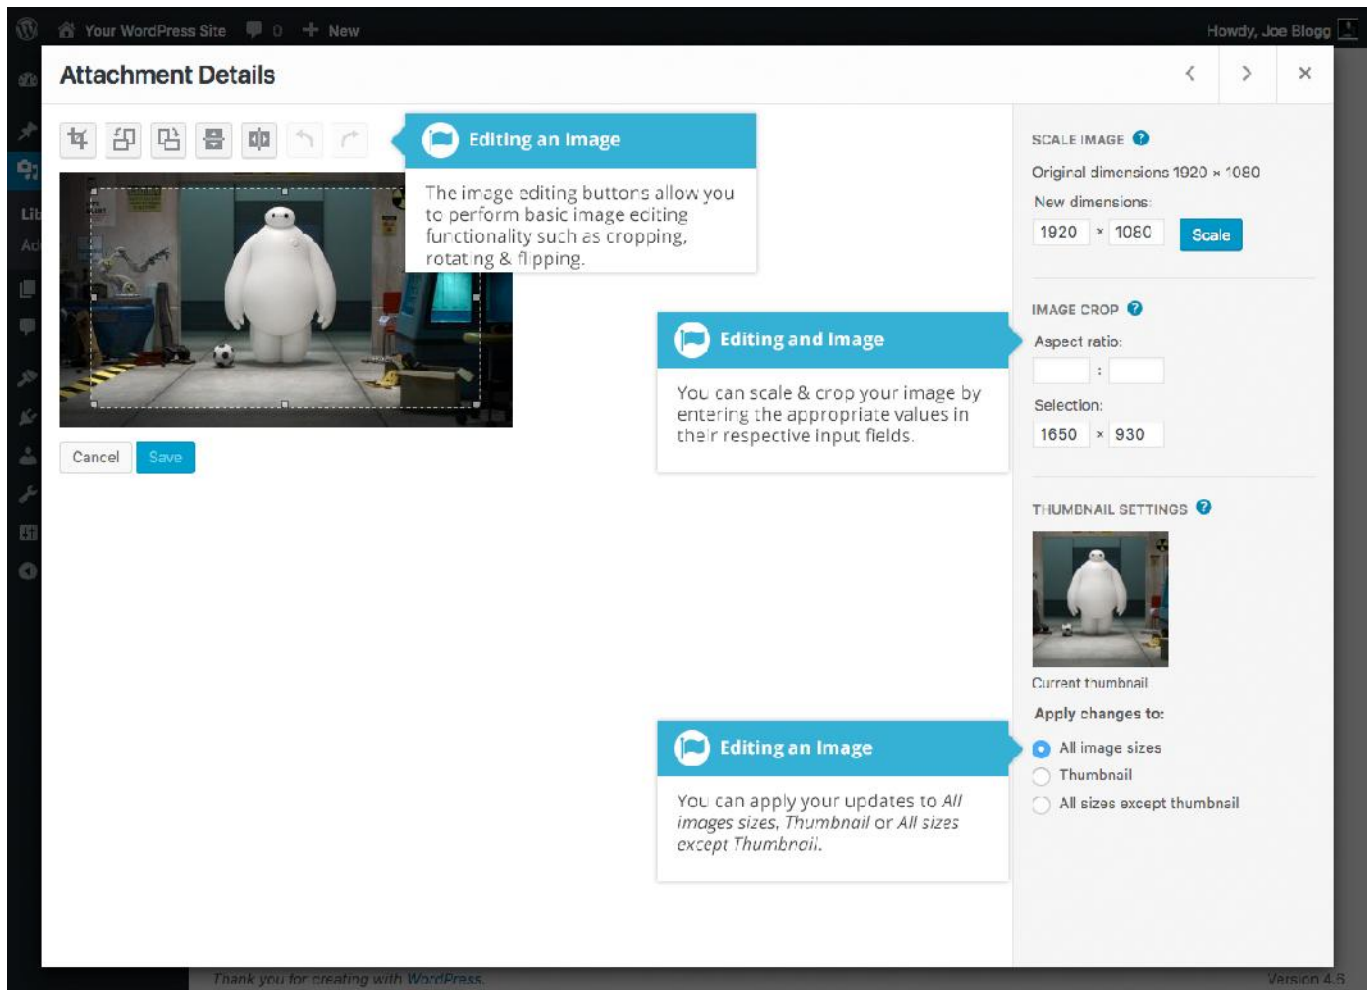 Your WordPress Site 0 New
Howdy, Joe Blogg
Attachment Details
Lib
Ad
Editing an Image
The image editing buttons allow you
to perform basic image editing
functionality such as cropping,
rotating & flipping.
Cancel Save
SCALE IMAGE ?
Original dimensions 1920 × 1080
New dimensions:
1920 × 1080 Scale
Editing and Image
You can scale & crop your image by
entering the appropriate values in
their respective input fields.
IMAGE CROP ?
Aspect ratio:
:
Selection:
1650 × 930
THUMBNAIL SETTINGS ?
Current thumbnail
Apply changes to:
All image sizes
Thumbnail
All sizes except thumbnail
Editing an Image
You can apply your updates to All
images sizes, Thumbnail or All sizes
except Thumbnail.
Thank you for creating with WordPress.
Version 4.6